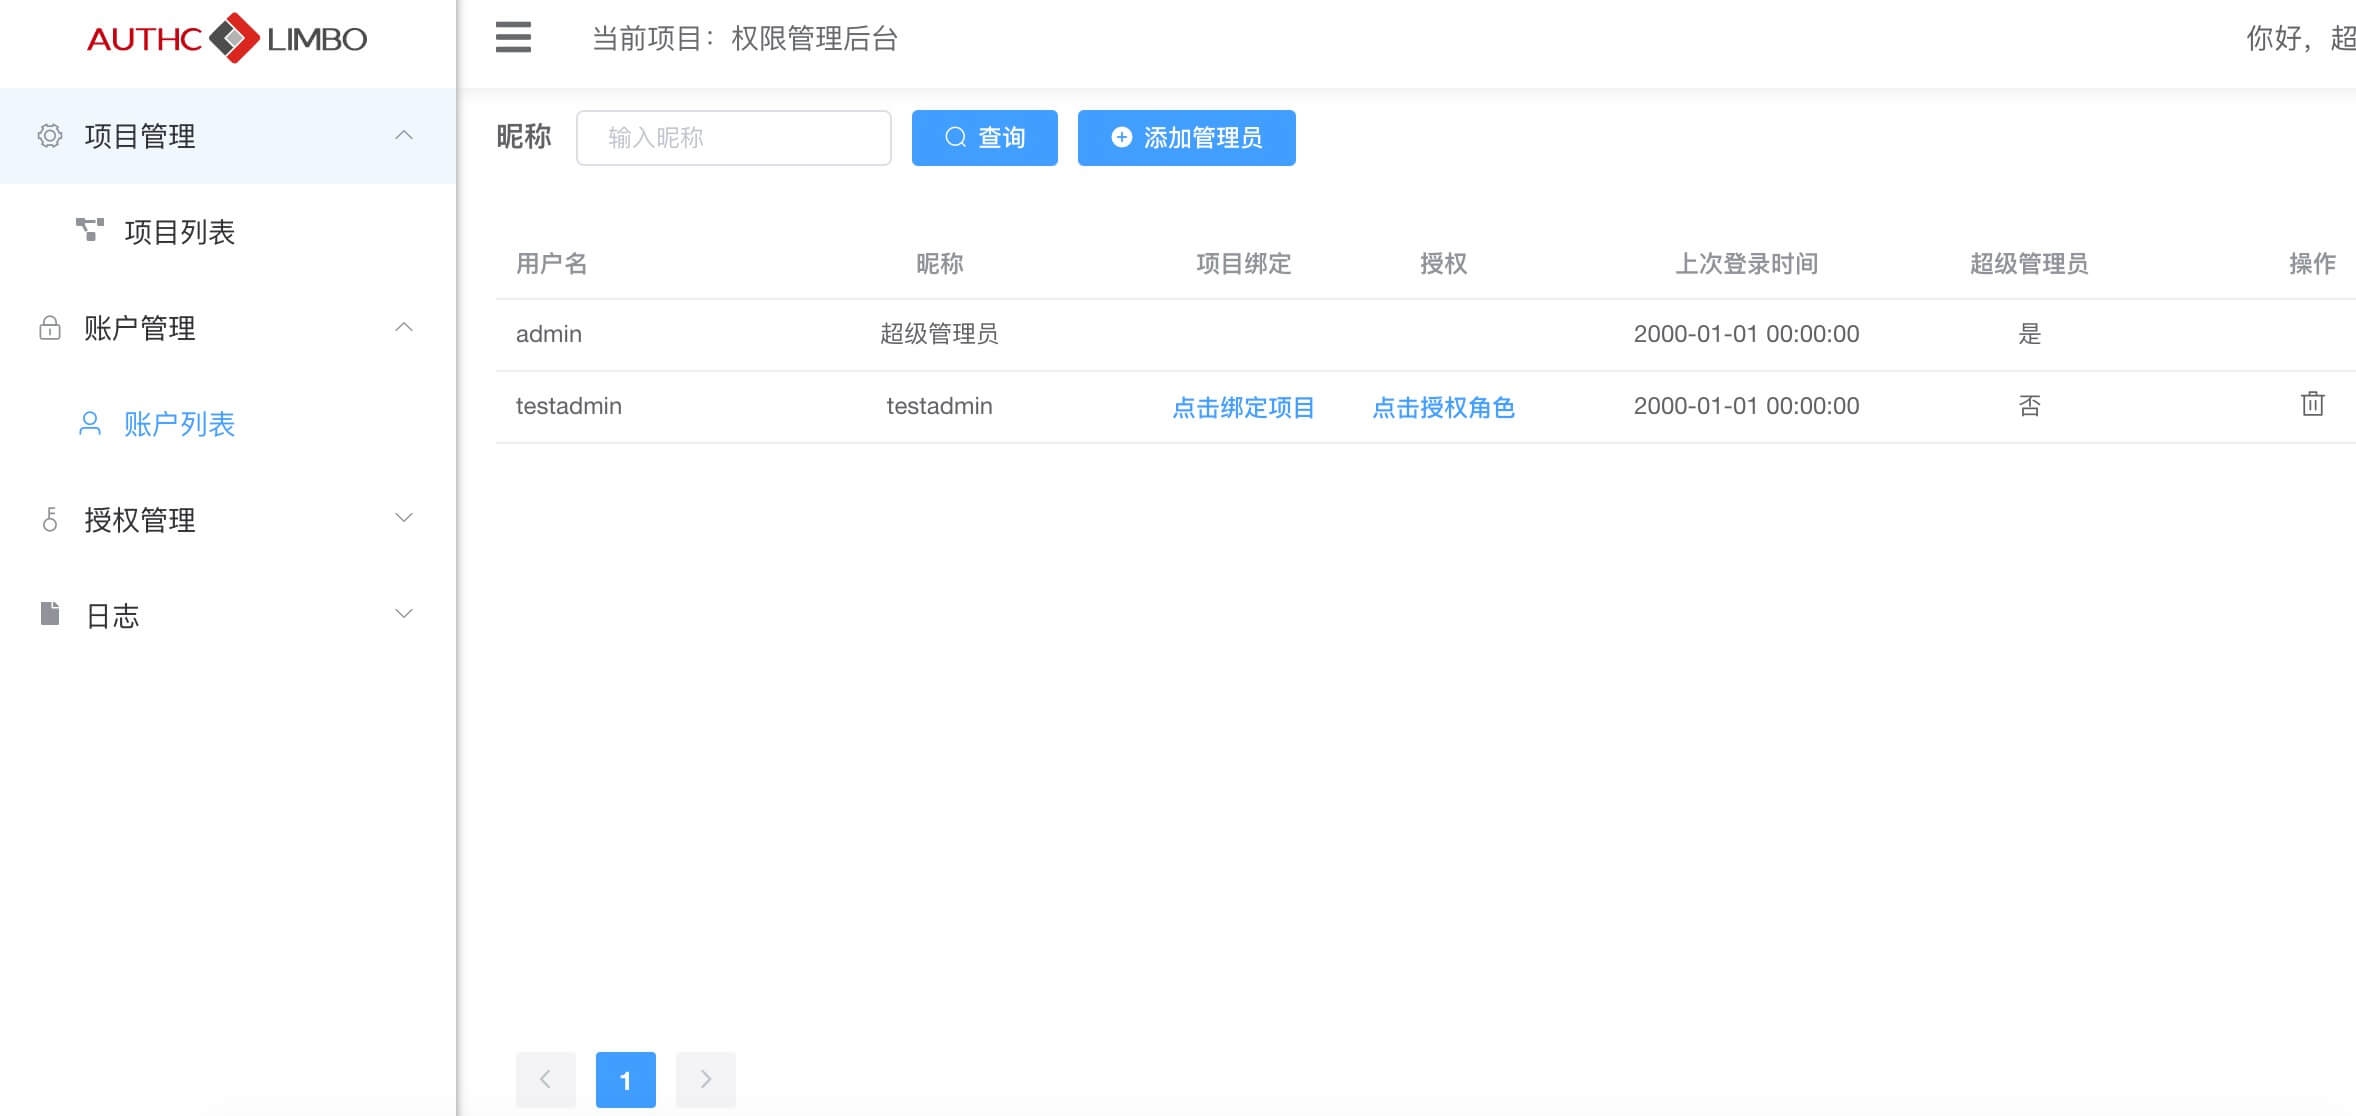 AUTHC LIMBO
当前项目：权限管理后台
你好，超
项目管理
项目列表
账户管理
账户列表
授权管理
日志
昵称 输入昵称 查询 添加管理员
用户名 昵称 项目绑定 授权 上次登录时间 超级管理员 操作
admin 超级管理员 2000-01-01 00:00:00 是
testadmin testadmin 点击绑定项目 点击授权角色 2000-01-01 00:00:00 否
1